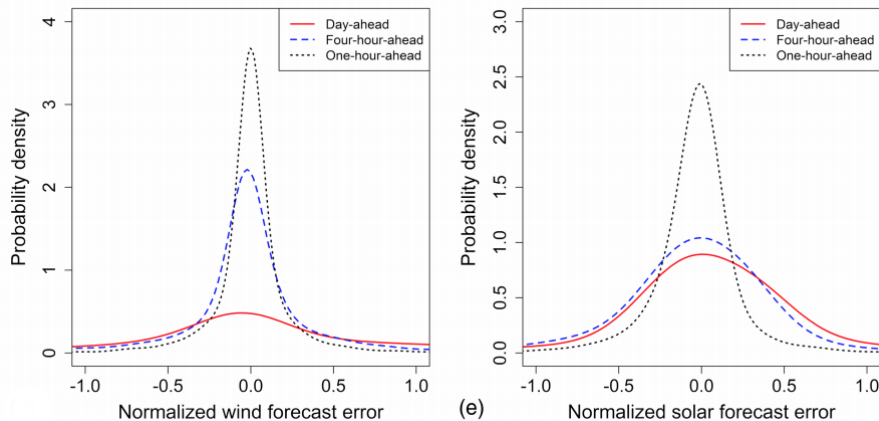 Probability density
4
3
2
1
0
Day-ahead
Four-hour-ahead
One-hour-ahead
-1.0 -0.5 0.0 0.5 1.0
Normalized wind forecast error
(e)
Probability density
3.0
2.5
2.0
1.5
1.0
0.5
0.0
Day-ahead
Four-hour-ahead
One-hour-ahead
-1.0 -0.5 0.0 0.5 1.0
Normalized solar forecast error